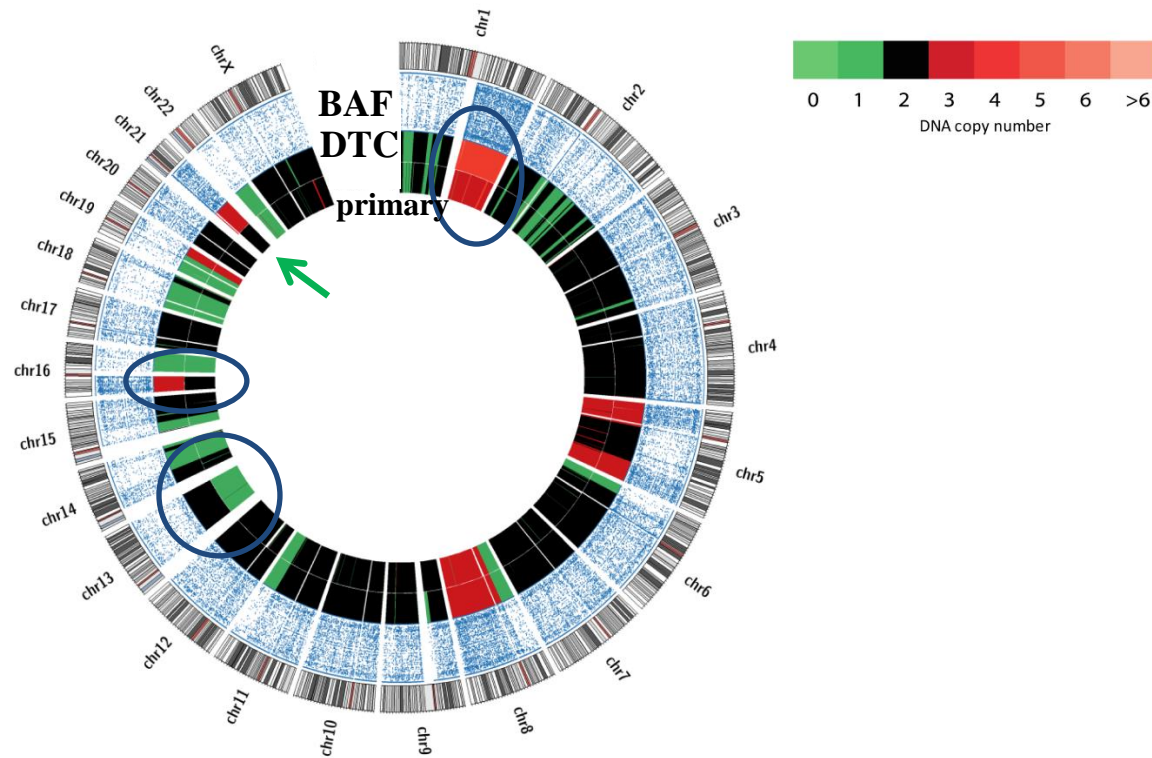 BAF
DTC
primary
chr1
chr2
chr3
chr4
chr5
chr6
chr7
chr8
chr9
chr10
chr11
chr12
chr13
chr14
chr15
chr16
chr17
chr18
chr19
chr20
chr21
chr22
chrX
0 1 2 3 4 5 6 >6
DNA copy number